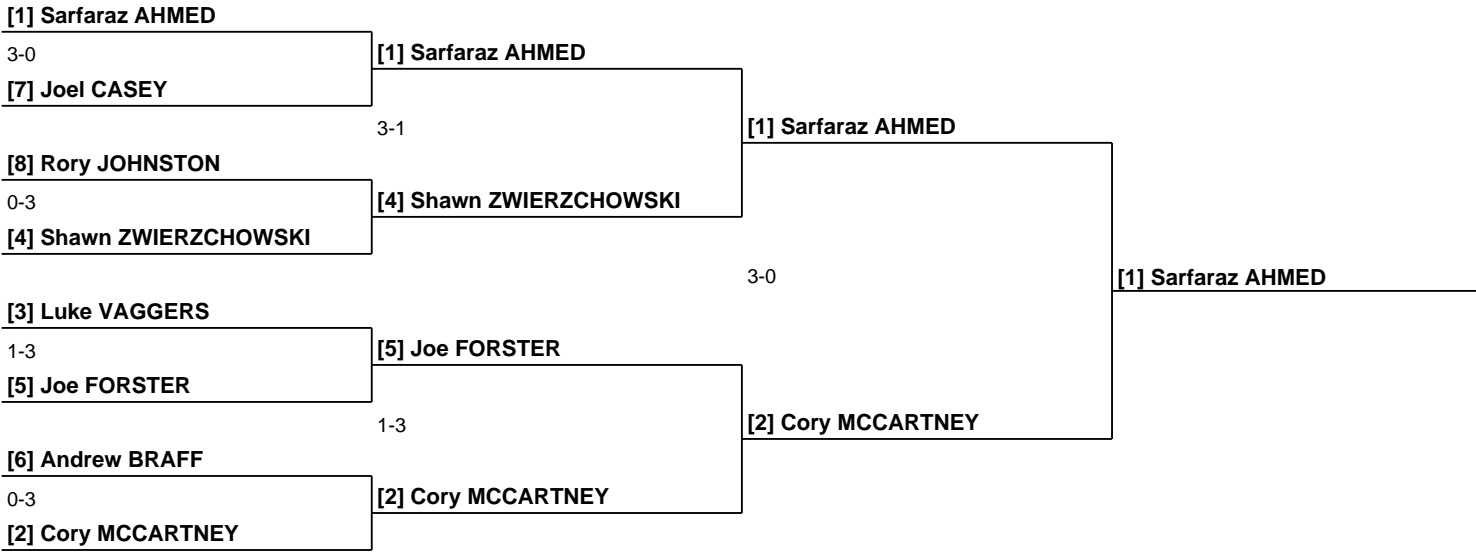 [1] Sarfaraz AHMED
3-0
[7] Joel CASEY
[8] Rory JOHNSTON
0-3
[4] Shawn ZWIERZCHOWSKI
[3] Luke VAGGERS
1-3
[5] Joe FORSTER
[6] Andrew BRAFF
0-3
[2] Cory MCCARTNEY
[1] Sarfaraz AHMED
3-1
[4] Shawn ZWIERZCHOWSKI
[5] Joe FORSTER
1-3
[2] Cory MCCARTNEY
[1] Sarfaraz AHMED
3-0
[2] Cory MCCARTNEY
[1] Sarfaraz AHMED